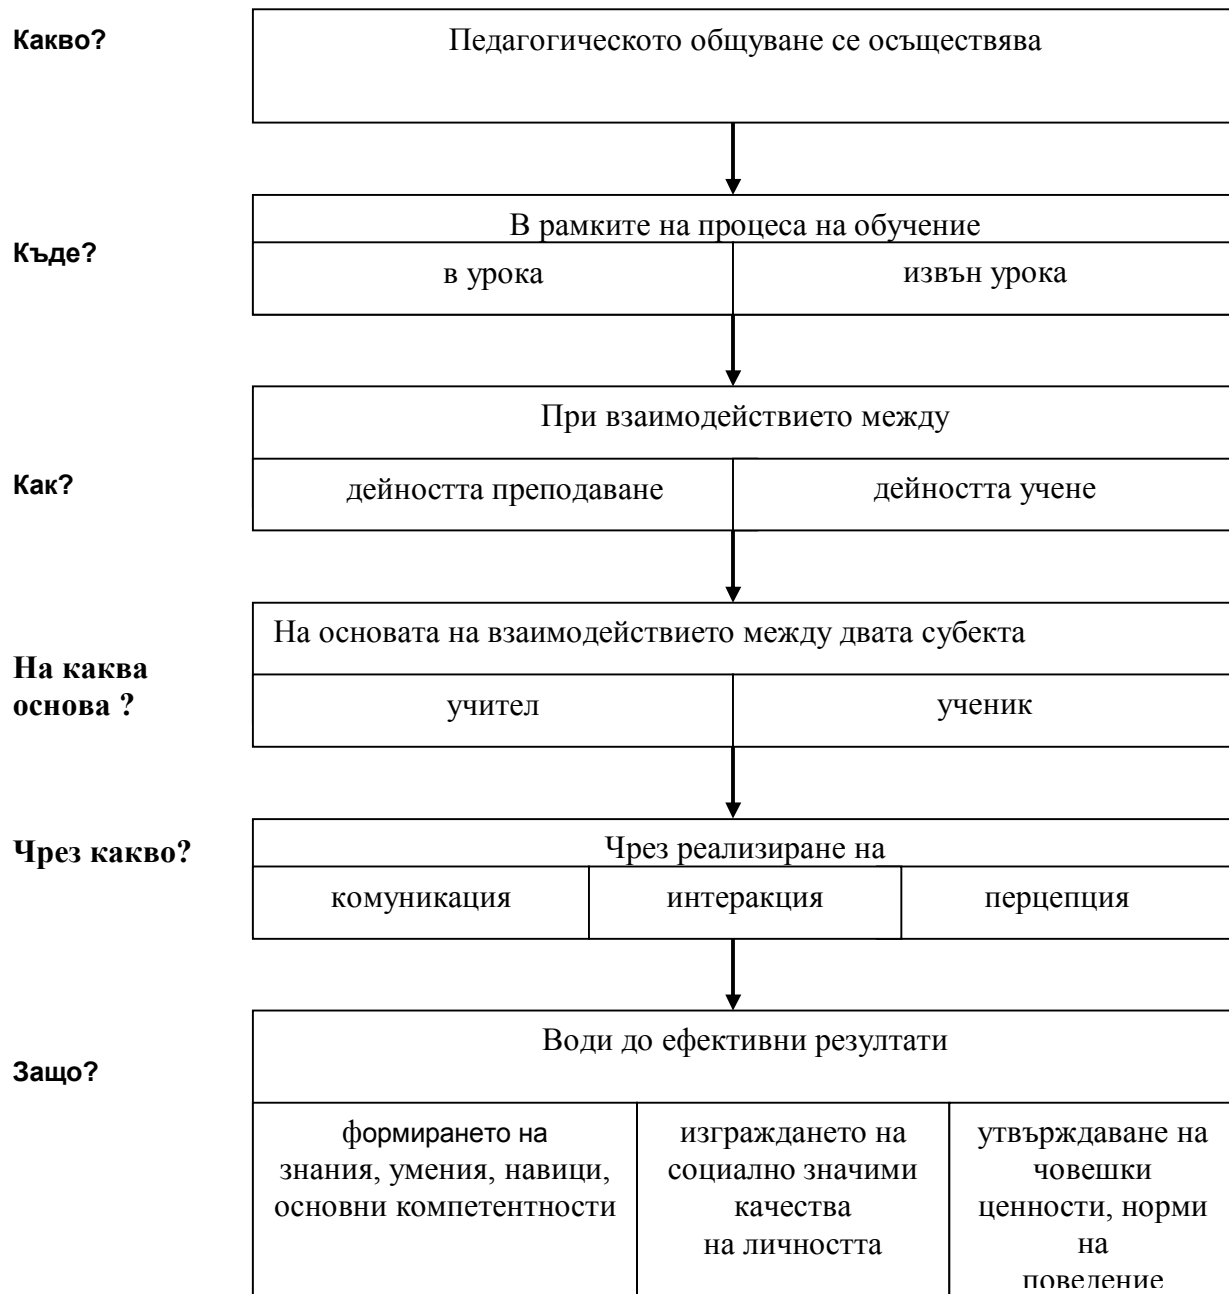 Какво?
Педагогическото общуване се осъществява
Къде?
В рамките на процеса на обучение
в урока
извън урока
Как?
При взаимодействието между
дейността преподаване
дейността учене
На каква
основа ?
На основата на взаимодействието между двата субекта
учител
ученик
Чрез какво?
Чрез реализиране на
комуникация
интеракция
перцепция
Защо?
Води до ефективни резултати
формирането на
знания, умения, навици,
основни компетентности
изграждането на
социално значими
качества
на личността
утвърждаване на
човешки
ценности, норми
на
поведение